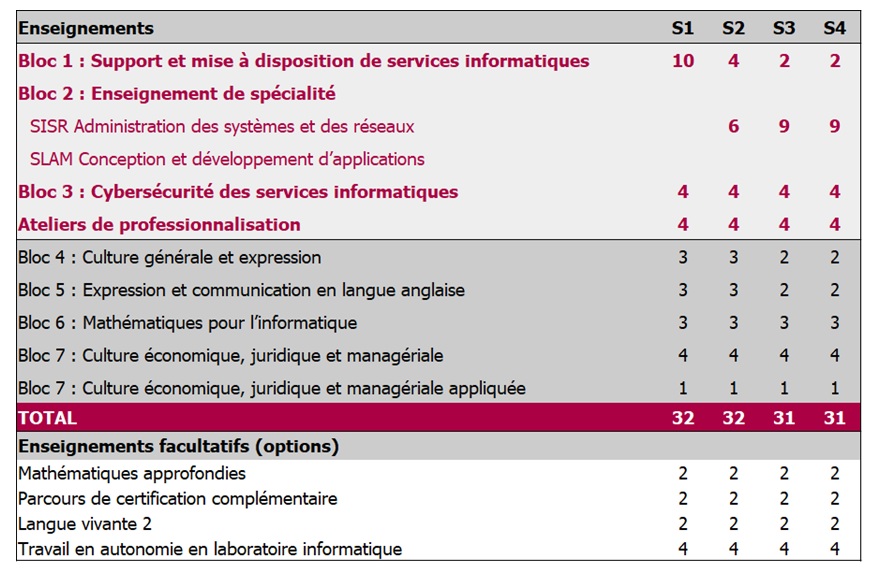 Enseignements S1 S2 S3 S4
Bloc 1 : Support et mise à disposition de services informatiques 10 4 2 2
Bloc 2 : Enseignement de spécialité
SISR Administration des systèmes et des réseaux 6 9 9
SLAM Conception et développement d’applications
Bloc 3 : Cybersécurité des services informatiques 4 4 4 4
Ateliers de professionnalisation 4 4 4 4
Bloc 4 : Culture générale et expression 3 3 2 2
Bloc 5 : Expression et communication en langue anglaise 3 3 2 2
Bloc 6 : Mathématiques pour l’informatique 3 3 3 3
Bloc 7 : Culture économique, juridique et managériale 4 4 4 4
Bloc 7 : Culture économique, juridique et managériale appliquée 1 1 1 1
TOTAL 32 32 31 31
Enseignements facultatifs (options)
Mathématiques approfondies 2 2 2 2
Parcours de certification complémentaire 2 2 2 2
Langue vivante 2 2 2 2 2
Travail en autonomie en laboratoire informatique 4 4 4 4